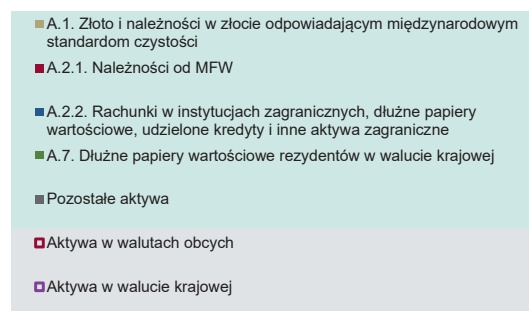 A.1. Złoto i należności w złocie odpowiadającym międzynarodowym
standardom czystości
A.2.1. Należności od MFW
A.2.2. Rachunki w instytucjach zagranicznych, dłużne papiery
wartościowe, udzielone kredyty i inne aktywa zagraniczne
A.7. Dłużne papiery wartościowe rezydentów w walucie krajowej
Pozostałe aktywa
Aktywa w walutach obcych
Aktywa w walucie krajowej